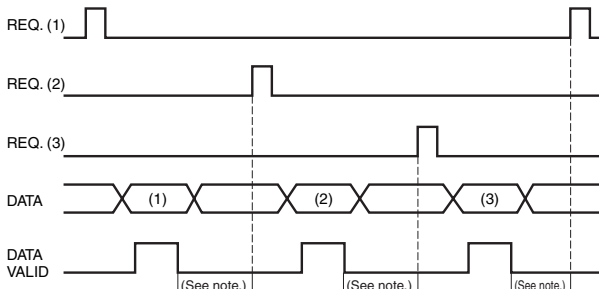 REQ. (1)
REQ. (2)
REQ. (3)
DATA (1) (2) (3)
DATA
VALID
(See note.) (See note.) (See note.)